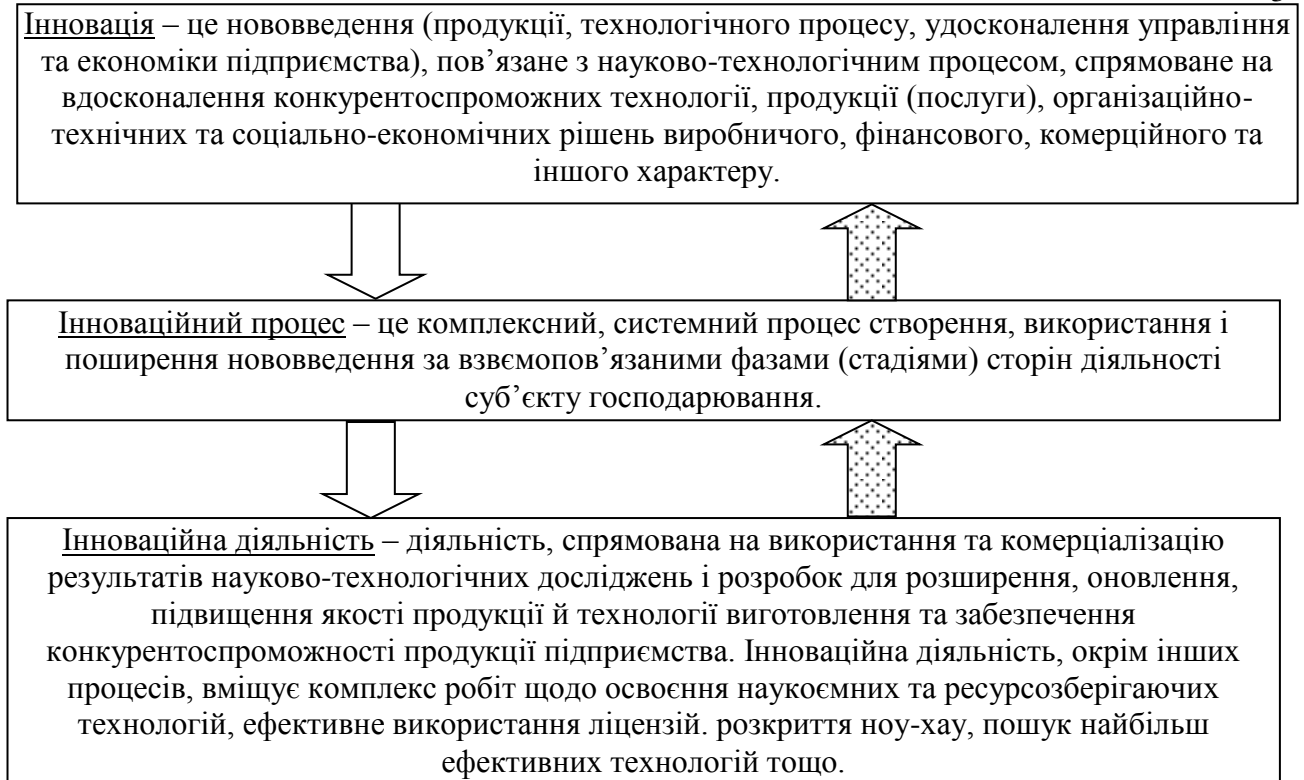 Інновація – це нововведення (продукції, технологічного процесу, удосконалення управління
та економіки підприємства), пов’язане з науково-технологічним процесом, спрямоване на
вдосконалення конкурентоспроможних технології, продукції (послуги), організаційно-
технічних та соціально-економічних рішень виробничого, фінансового, комерційного та
іншого характеру.
Інноваційний процес – це комплексний, системний процес створення, використання і
поширення нововведення за взвємопов’язаними фазами (стадіями) сторін діяльності
суб’єкту господарювання.
Інноваційна діяльність – діяльність, спрямована на використання та комерціалізацію
результатів науково-технологічних досліджень і розробок для розширення, оновлення,
підвищення якості продукції й технології виготовлення та забезпечення
конкурентоспроможності продукції підприємства. Інноваційна діяльність, окрім інших
процесів, вміщує комплекс робіт щодо освоєння наукоємних та ресурсозберігаючих
технологій, ефективне використання ліцензій. розкриття ноу-хау, пошук найбільш
ефективних технологій тощо.